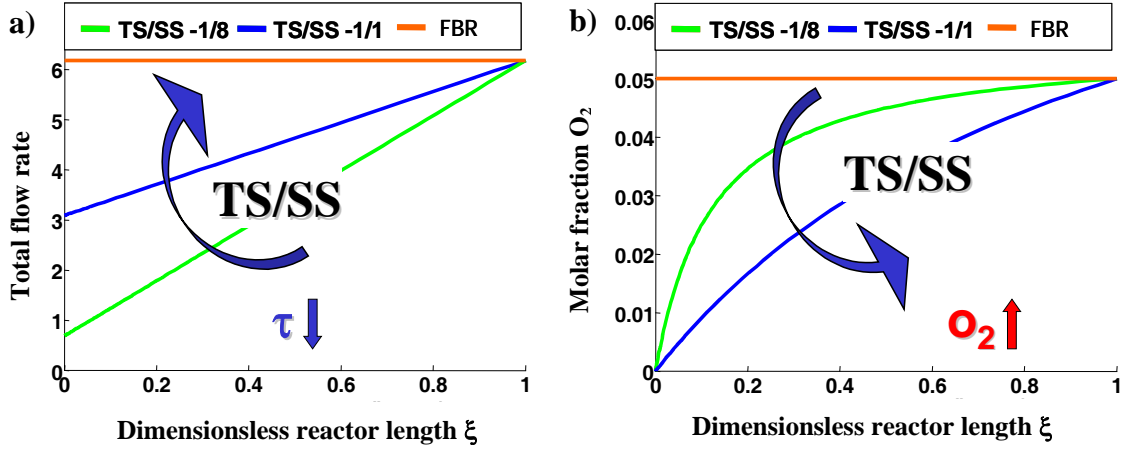 a)
TS/SS -1/8 TS/SS -1/1 FBR
Total flow rate
6
5
4
3
2
1
0
TS/SS
τ
0 0.2 0.4 0.6 0.8 1
Dimensionsless reactor length ξ
b)
TS/SS -1/8 TS/SS -1/1 FBR
Molar fraction O2
0.06
0.05
0.04
0.03
0.02
0.01
0
TS/SS
O2
0 0.2 0.4 0.6 0.8 1
Dimensionsless reactor length ξ